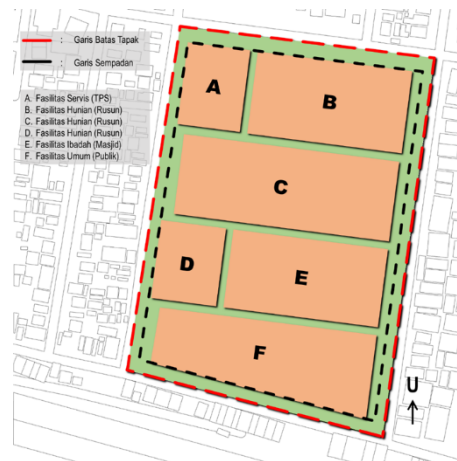 : Garis Batas Tapak
: Garis Sempadan
A. Fasilitas Servis (TPS)
B. Fasilitas Hunian (Rusun)
C. Fasilitas Hunian (Rusun)
D. Fasilitas Hunian (Rusun)
E. Fasilitas Ibadah (Masjid)
F. Fasilitas Umum (Publik)
A
B
C
D
E
F
U